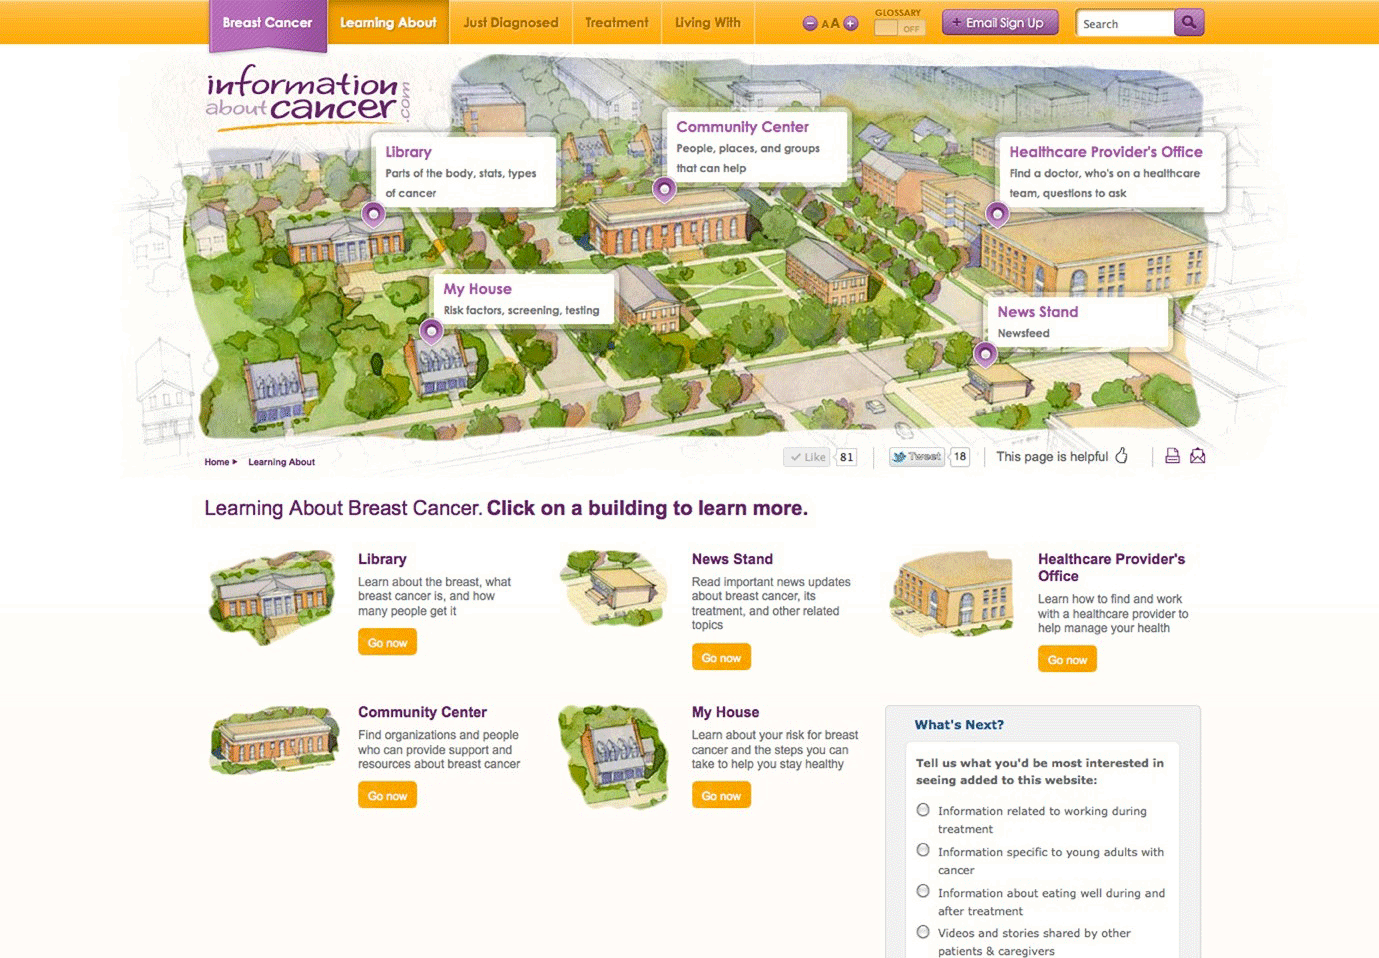 Breast Cancer
Learning About
Just Diagnosed
Treatment
Living With
AA
GLOSSARY
OFF
+ Email Sign Up
Search
information
about cancer.com
Library
Parts of the body, stats, types
of cancer
Community Center
People, places, and groups
that can help
Healthcare Provider's Office
Find a doctor, who's on a healthcare
team, questions to ask
My House
Risk factors, screening, testing
News Stand
Newsfeed
Home
Learning About
Like
81
Tweet
18
This page is helpful
Learning About Breast Cancer. Click on a building to learn more.
Library
Learn about the breast, what
breast cancer is, and how
many people get it
Go now
News Stand
Read important news updates
about breast cancer, its
treatment, and other related
topics
Go now
Healthcare Provider's
Office
Learn how to find and work
with a healthcare provider to
help manage your health
Go now
Community Center
Find organizations and people
who can provide support and
resources about breast cancer
Go now
My House
Learn about your risk for breast
cancer and the steps you can
take to help you stay healthy
Go now
What's Next?
Tell us what you'd be most interested in
seeing added to this website:
Information related to working during
treatment
Information specific to young adults with
cancer
Information about eating well during and
after treatment
Videos and stories shared by other
patients & caregivers